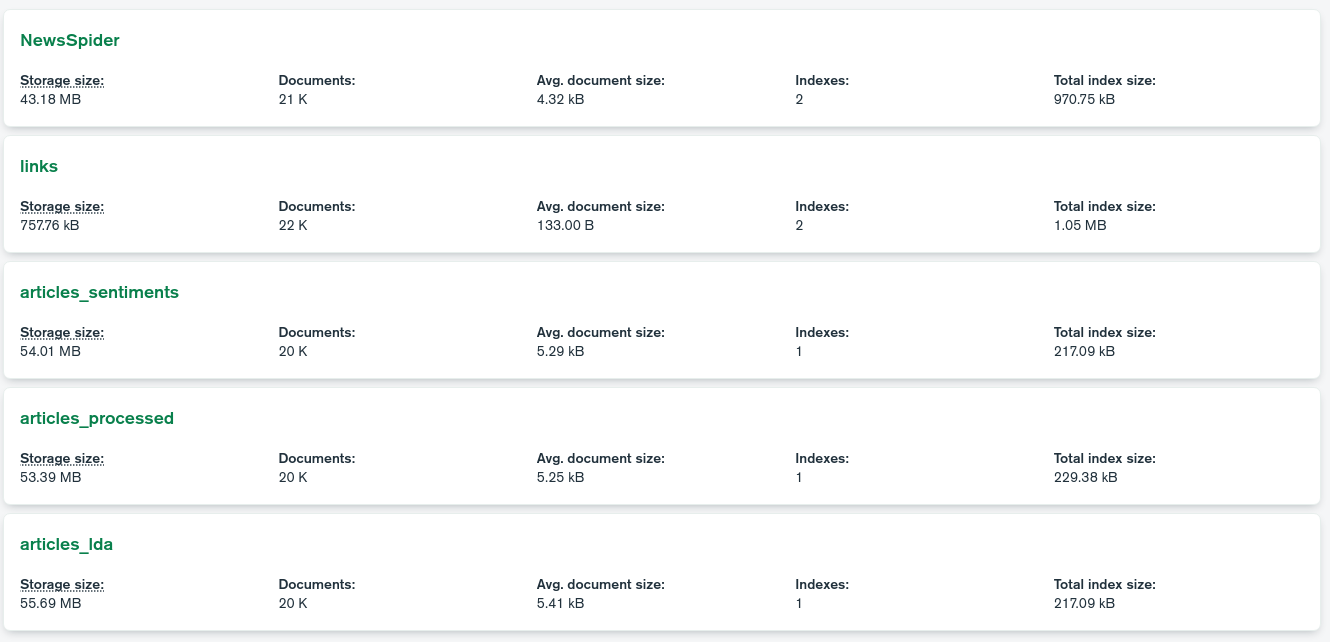 NewsSpider
Storage size: Documents: Avg. document size: Indexes: Total index size:
43.18 MB 21 K 4.32 kB 2 970.75 kB
links
Storage size: Documents: Avg. document size: Indexes: Total index size:
757.76 kB 22 K 133.00 B 2 1.05 MB
articles_sentiments
Storage size: Documents: Avg. document size: Indexes: Total index size:
54.01 MB 20 K 5.29 kB 1 217.09 kB
articles_processed
Storage size: Documents: Avg. document size: Indexes: Total index size:
53.39 MB 20 K 5.25 kB 1 229.38 kB
articles_lda
Storage size: Documents: Avg. document size: Indexes: Total index size:
55.69 MB 20 K 5.41 kB 1 217.09 kB